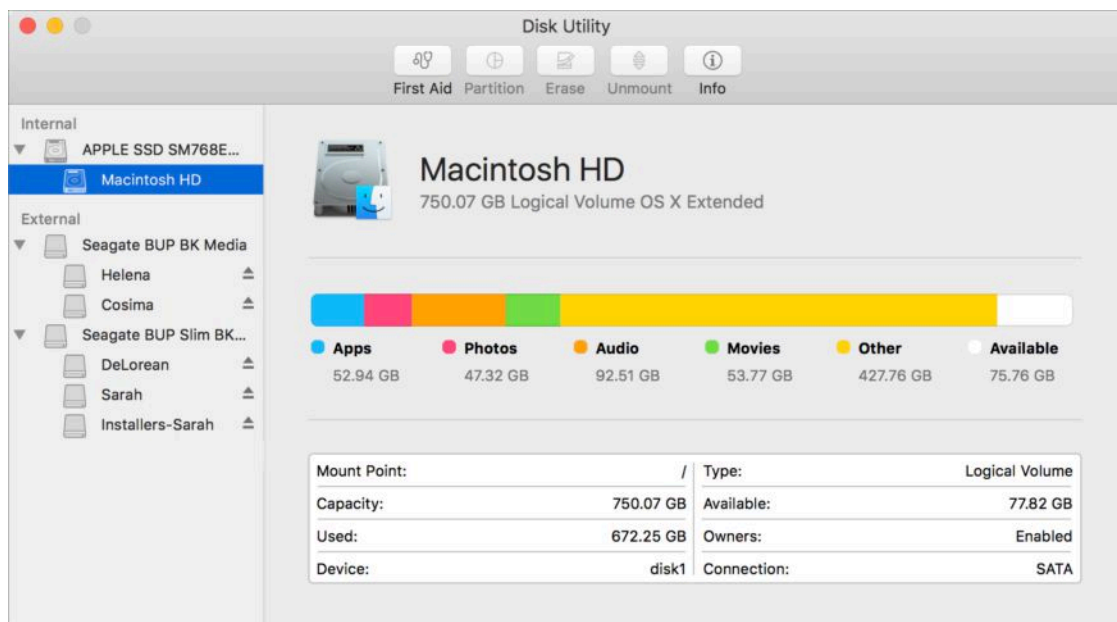 Disk Utility
First Aid Partition Erase Unmount Info
Internal
APPLE SSD SM768E...
Macintosh HD
External
Seagate BUP BK Media
Helena
Cosima
Seagate BUP Slim BK...
DeLorean
Sarah
Installers-Sarah
Macintosh HD
750.07 GB Logical Volume OS X Extended
Apps Photos Audio Movies Other Available
52.94 GB 47.32 GB 92.51 GB 53.77 GB 427.76 GB 75.76 GB
Mount Point: / Type: Logical Volume
Capacity: 750.07 GB Available: 77.82 GB
Used: 672.25 GB Owners: Enabled
Device: disk1 Connection: SATA